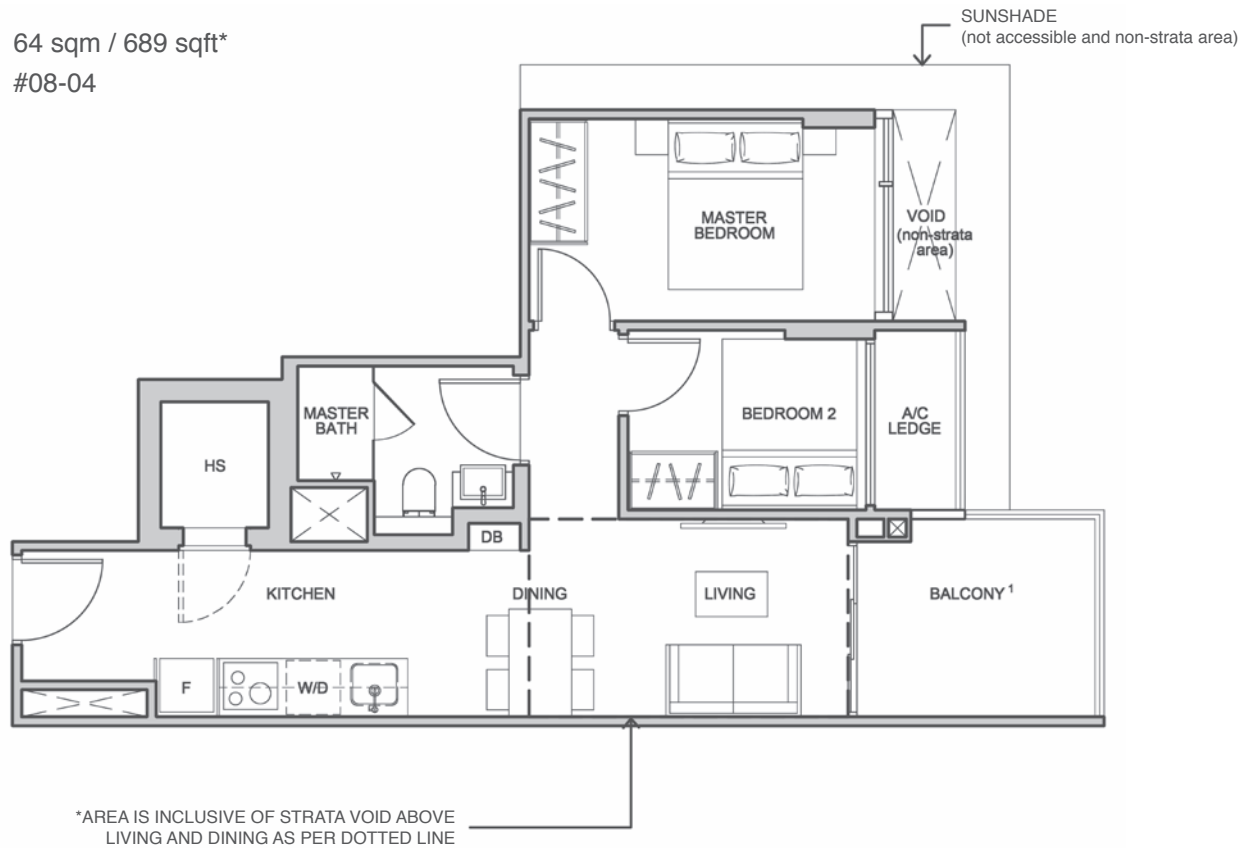 SUNSHADE
(not accessible and non-strata area)
64 sqm / 689 sqft*
#08-04
MASTER
BEDROOM
VOID
(non-strata
area)
MASTER
BATH
BEDROOM 2
A/C
LEDGE
HS
DB
KITCHEN
DINING
LIVING
BALCONY 1
F
W/D
*AREA IS INCLUSIVE OF STRATA VOID ABOVE
LIVING AND DINING AS PER DOTTED LINE